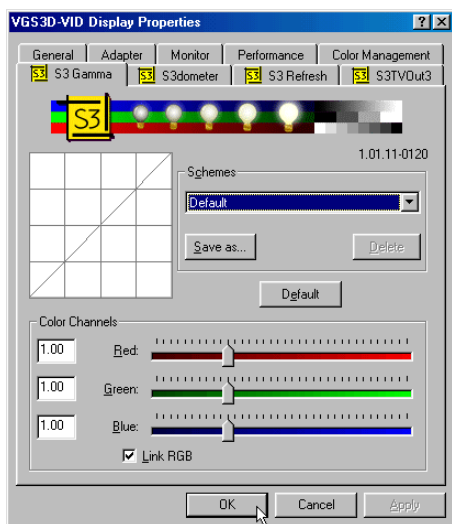 VGS3D-VID Display Properties
General Adapter Monitor Performance Color Management
S3 S3 Gamma S3 S3dometer S3 S3 Refresh S3 S3TVOut3
S3
1.01.11-0120
Schemes
Default
Save as... Delete
Default
Color Channels
1.00 Red:
1.00 Green:
1.00 Blue:
Link RGB
OK Cancel Apply